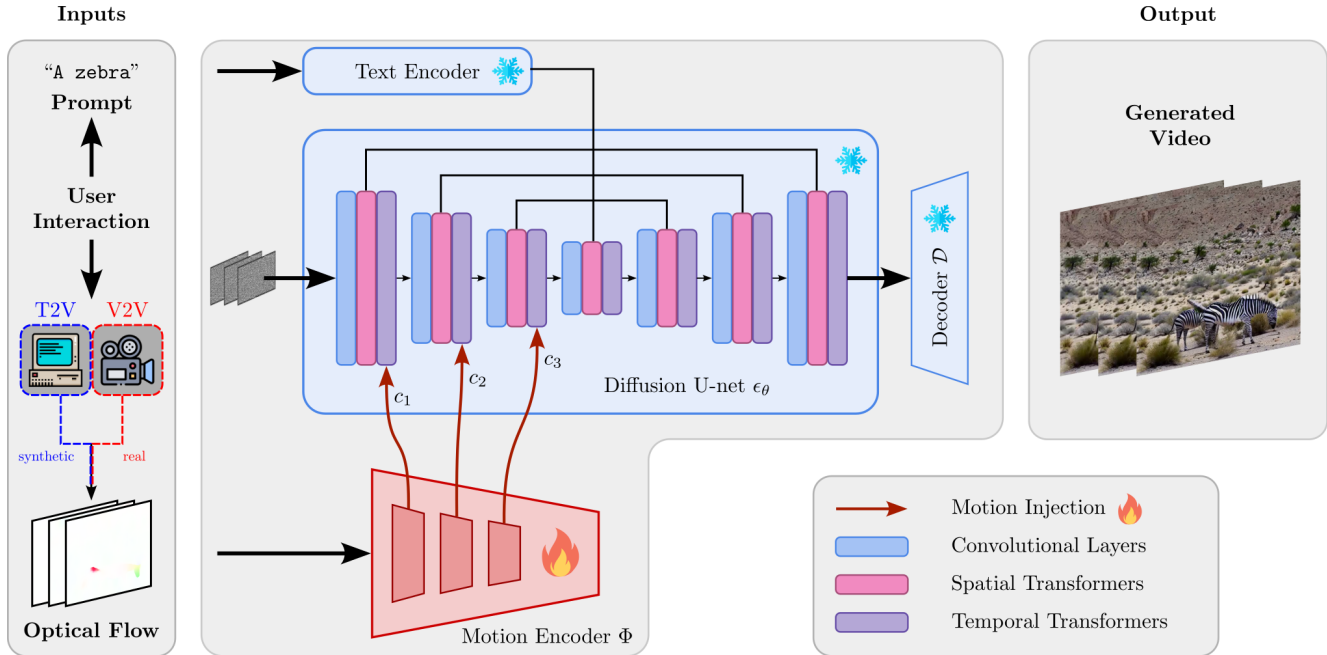 Inputs
Output
“A zebra”
Prompt
User
Interaction
T2V
V2V
synthetic
real
Optical Flow
Text Encoder
Decoder 𝒟
c₁
c₂
c₃
Diffusion U-net ϵ_θ
Motion Encoder Φ
Generated
Video
Motion Injection
Convolutional Layers
Spatial Transformers
Temporal Transformers